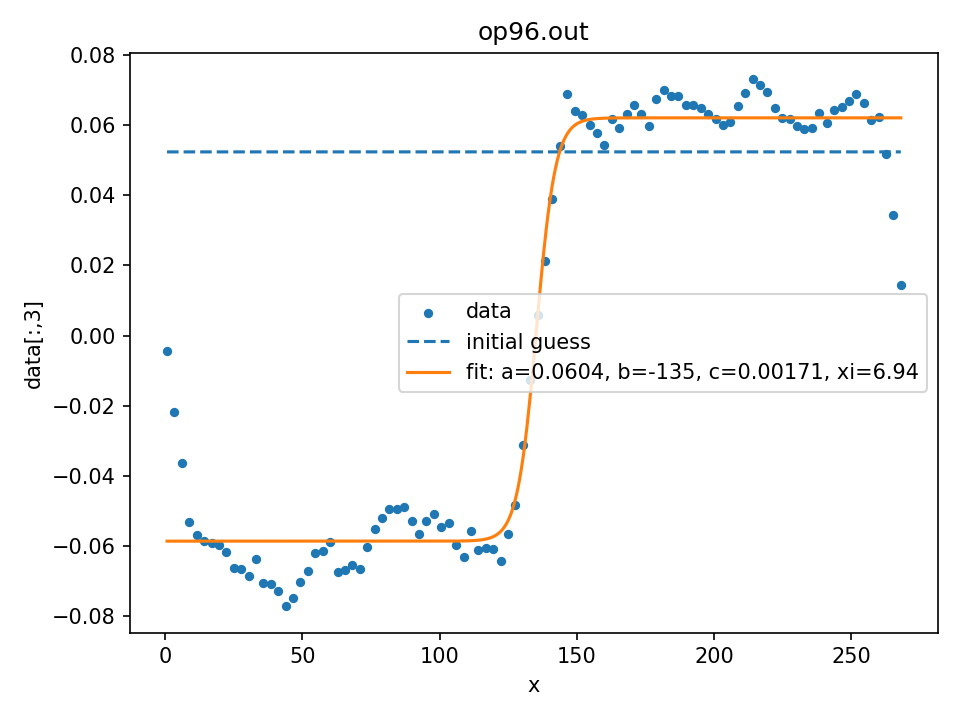 op96.out
0.08
0.06
0.04
0.02
0.00
−0.02
−0.04
−0.06
−0.08
data[:,3]
data
initial guess
fit: a=0.0604, b=-135, c=0.00171, xi=6.94
0 50 100 150 200 250
x